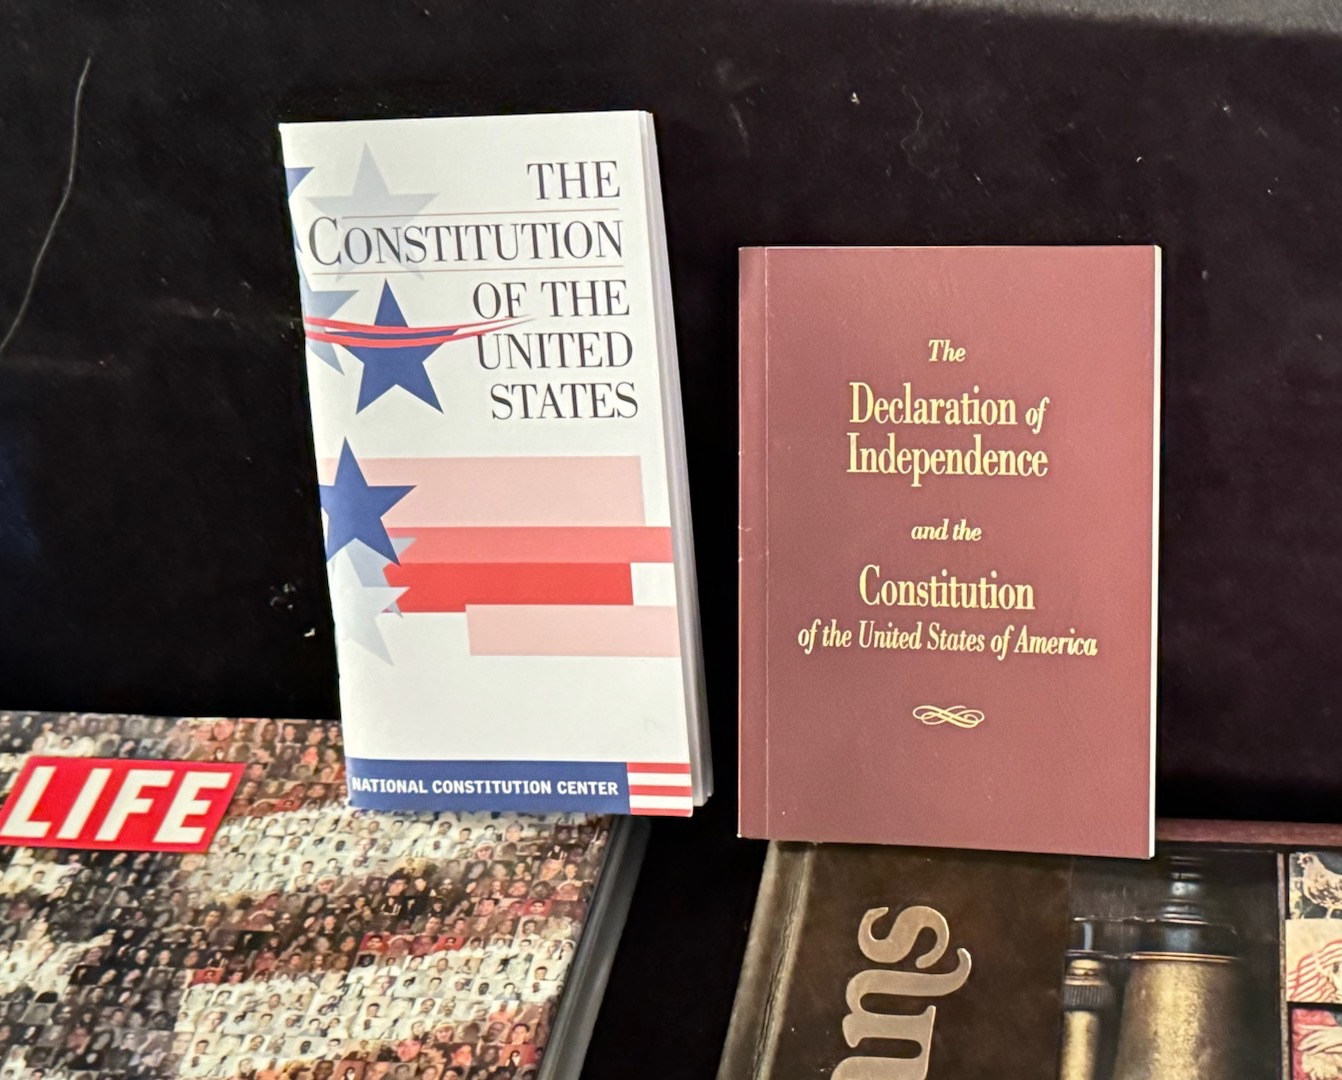 THE
CONSTITUTION
OF THE
UNITED
STATES
NATIONAL CONSTITUTION CENTER
The
Declaration of
Independence
and the
Constitution
of the United States of America
LIFE